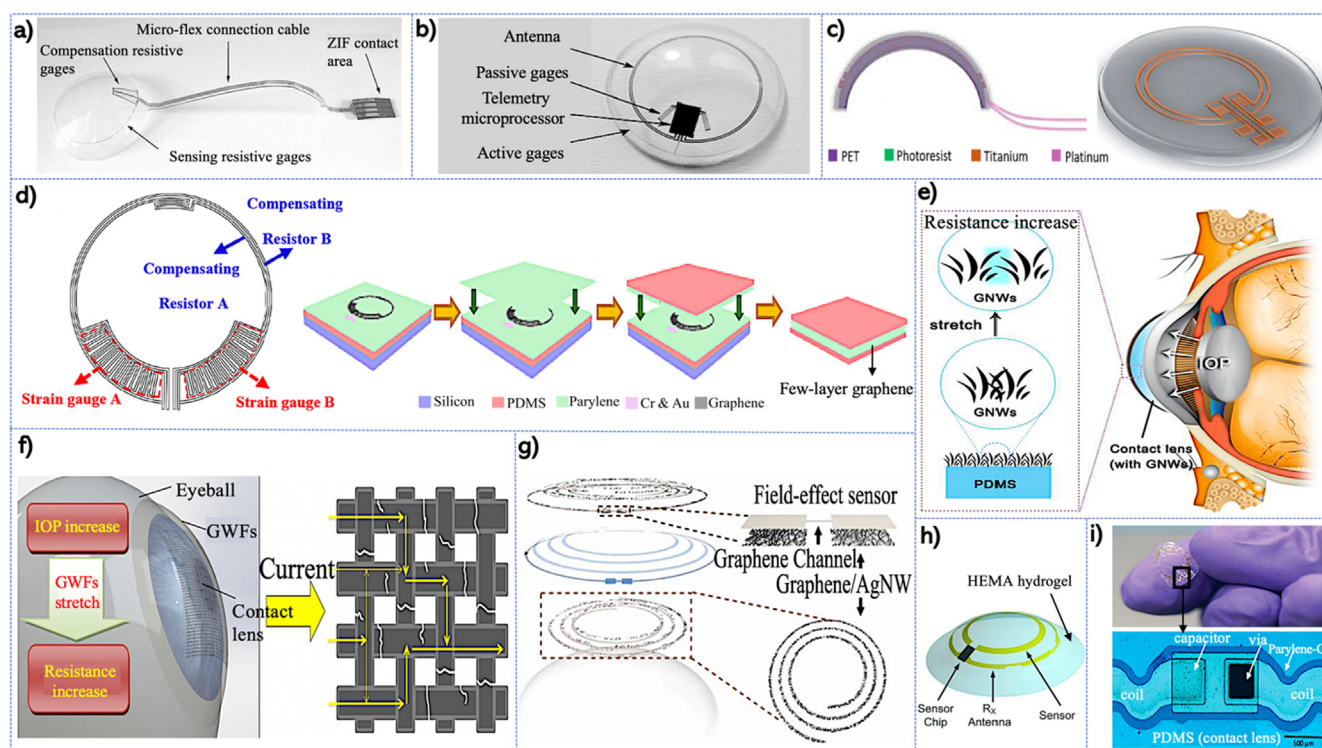 a)
Micro-flex connection cable
Compensation resistive
gages
ZIF contact
area
Sensing resistive gages
b)
Antenna
Passive gages
Telemetry
microprocessor
Active gages
c)
PET
Photoresist
Titanium
Platinum
d)
Compensating
Resistor B
Compensating
Resistor A
Strain gauge A
Strain gauge B
Few-layer graphene
Silicon
PDMS
Parylene
Cr & Au
Graphene
e)
Resistance increase
GNWs
stretch
GNWs
PDMS
IOP
Contact lens
(with GNWs)
f)
Eyeball
GWFs
IOP increase
GWFs
stretch
Resistance
increase
Contact
lens
Current
g)
Field-effect sensor
Graphene Channel
Graphene/AgNW
h)
HEMA hydrogel
Sensor
Chip
RX
Antenna
Sensor
i)
capacitor
via
Parylene-C
coil
coil
PDMS (contact lens)
500 μm